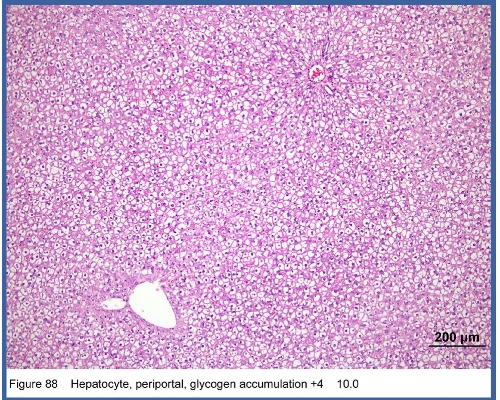 200 µm
Figure 88 Hepatocyte, periportal, glycogen accumulation +4 10.0